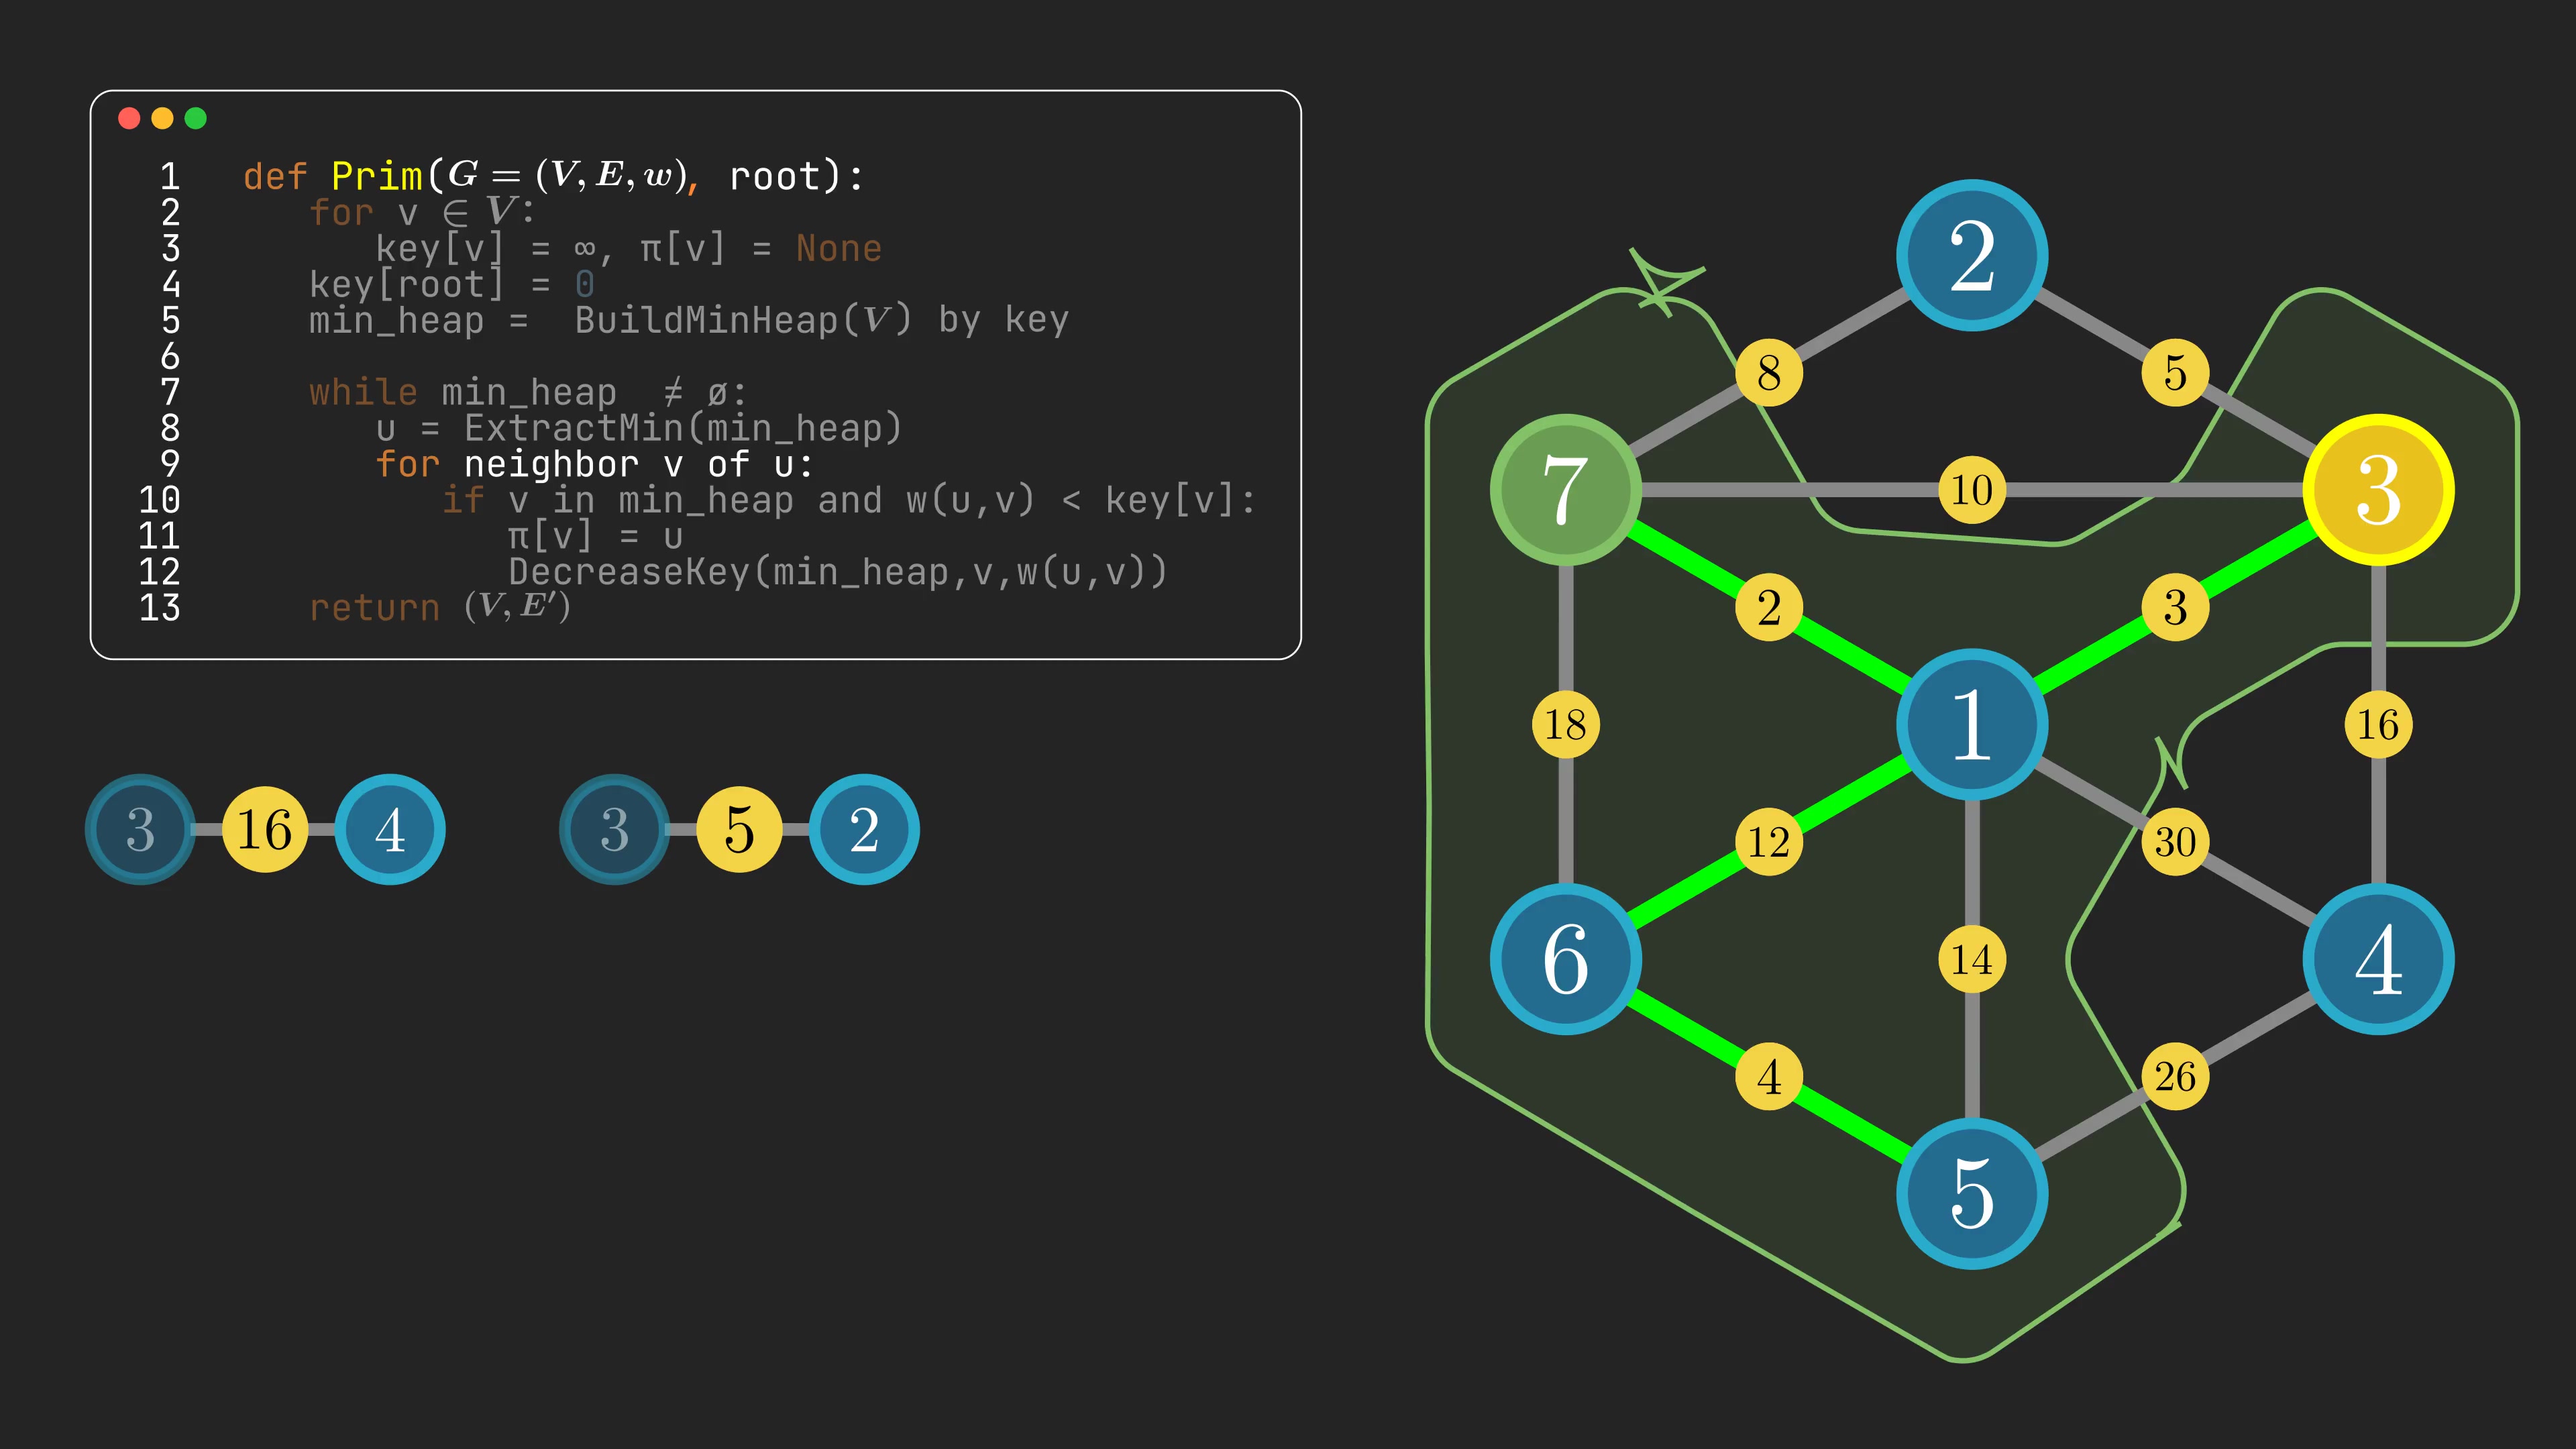 1 def Prim(G = (V, E, w), root):
2 for v ∈ V:
3 key[v] = ∞, π[v] = None
4 key[root] = 0
5 min_heap = BuildMinHeap(V) by key
6
7 while min_heap ≠ ø:
8 u = ExtractMin(min_heap)
9 for neighbor v of u:
10 if v in min_heap and w(u,v) < key[v]:
11 π[v] = u
12 DecreaseKey(min_heap,v,w(u,v))
13 return (V, E′)
3 16 4
3 5 2
2
8 5
7 10 3
2 3
18 1 16
12 30
6 14 4
4 26
5